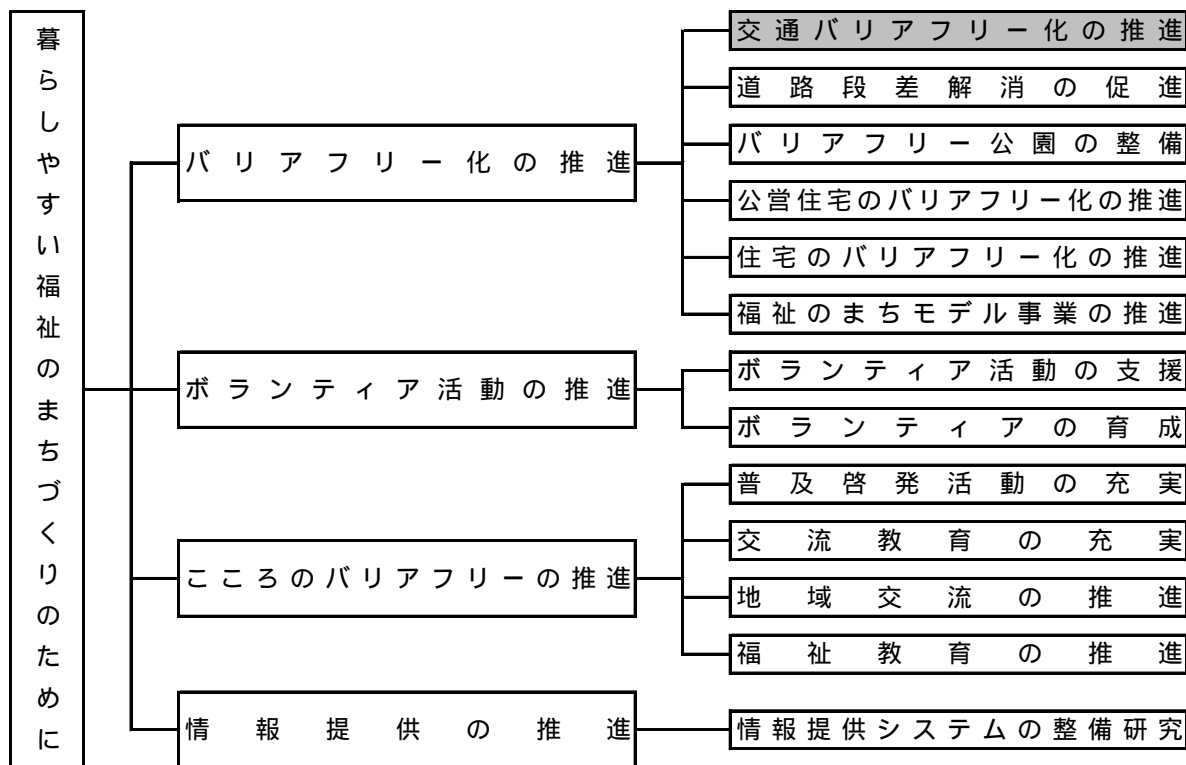 暮らしやすい福祉のまちづくりのために
バリアフリー化の推進
交通バリアフリー化の推進
道路段差解消の促進
バリアフリー公園の整備
公営住宅のバリアフリー化の推進
住宅のバリアフリー化の推進
福祉のまちモデル事業の推進
ボランティア活動の推進
ボランティア活動の支援
ボランティアの育成
こころのバリアフリーの推進
普及啓発活動の充実
交流教育の充実
地域交流の推進
福祉教育の推進
情報提供の推進
情報提供システムの整備研究